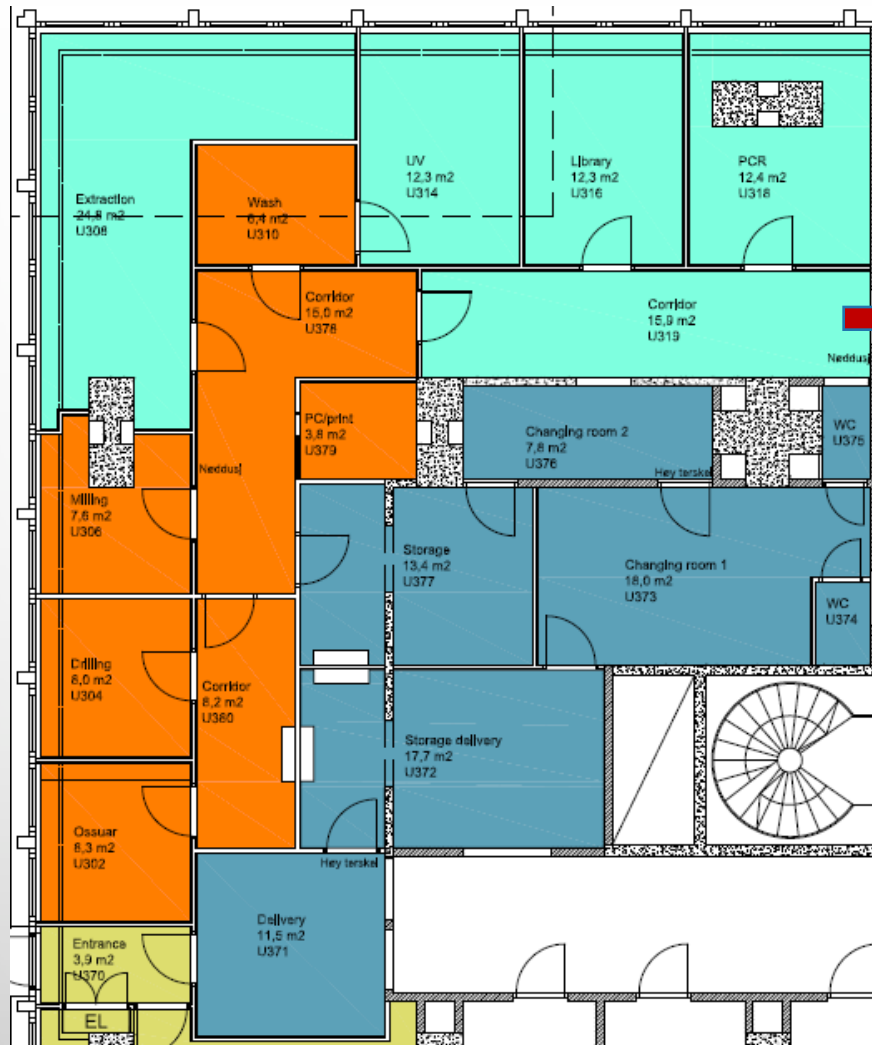 UV
12,3 m2
U314
Library
12,3 m2
U316
PCR
12,4 m2
U318
Extraction
24,8 m2
U308
Wash
6,4 m2
U310
Corridor
15,0 m2
U378
Corridor
15,9 m2
U319
Nøddusj
PC/print
3,8 m2
U379
Changing room 2
7,8 m2
U376
WC
U375
Høy terskel
Nøddusj
Milling
7,6 m2
U306
Storage
13,4 m2
U377
Changing room 1
18,0 m2
U373
WC
U374
Drilling
8,0 m2
U304
Corridor
8,2 m2
U380
Storage delivery
17,7 m2
U372
Ossuar
8,3 m2
U302
Høy terskel
Delivery
11,5 m2
U371
Entrance
3,9 m2
U370
EL